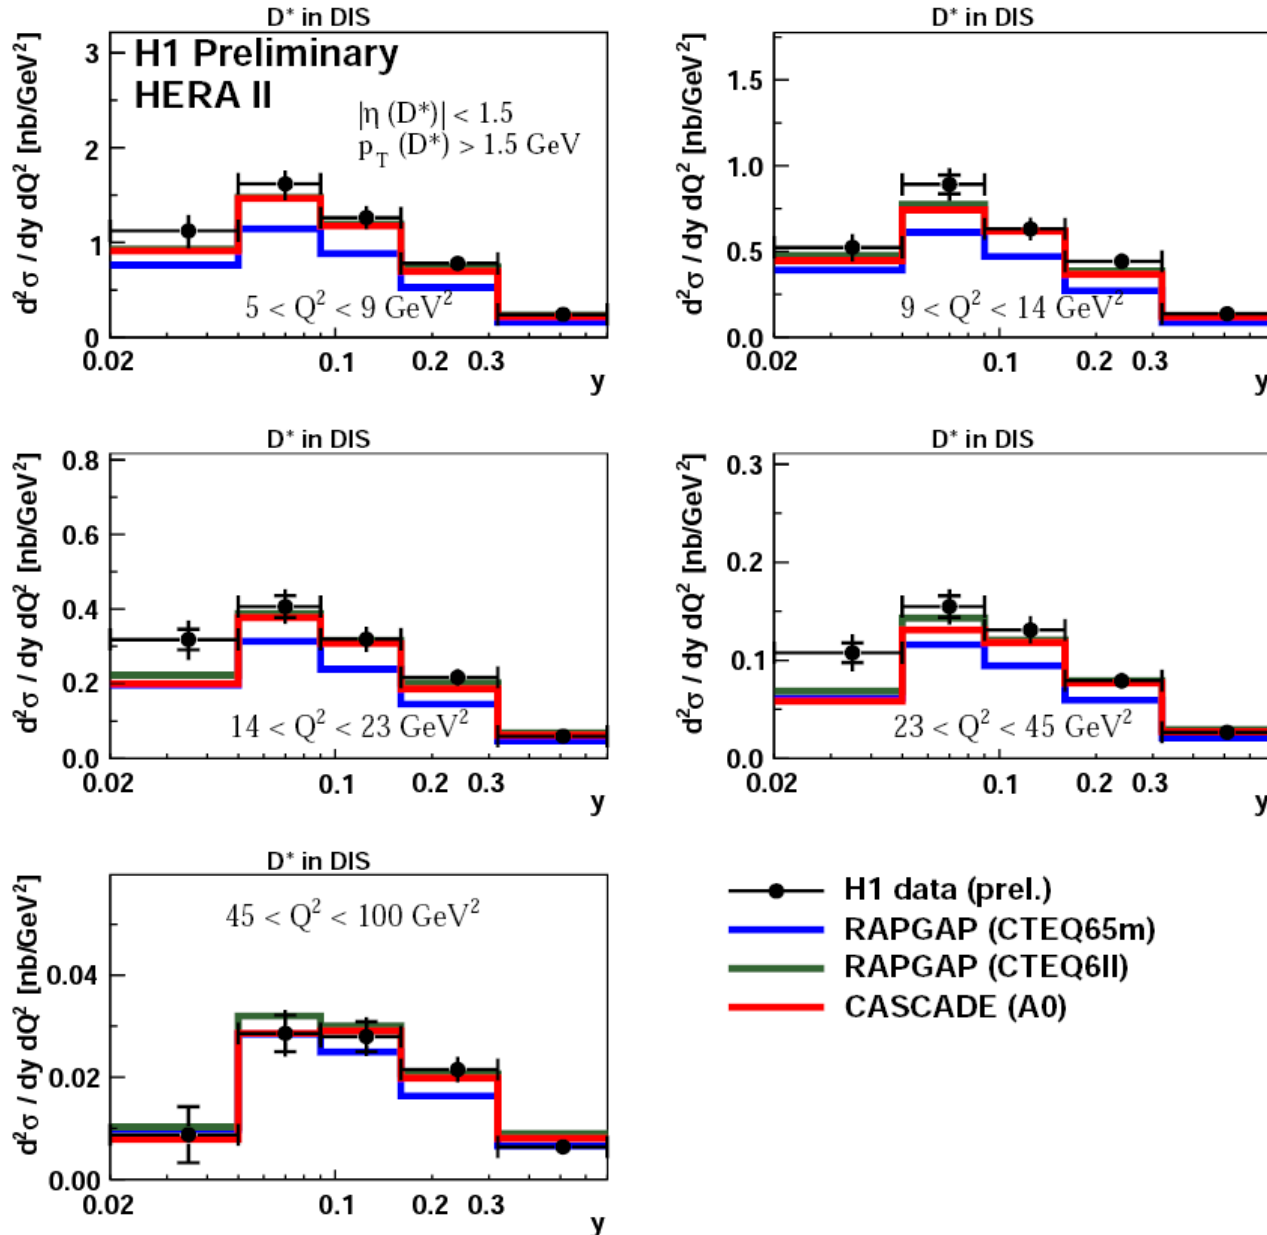 D* in DIS
H1 Preliminary
HERA II
|η (D*)| < 1.5
p_T (D*) > 1.5 GeV
d²σ / dy dQ² [nb/GeV²]
3
2
1
0
5 < Q² < 9 GeV²
0.02
0.1
0.2
0.3
y
D* in DIS
d²σ / dy dQ² [nb/GeV²]
1.5
1.0
0.5
0.0
9 < Q² < 14 GeV²
0.02
0.1
0.2
0.3
y
D* in DIS
d²σ / dy dQ² [nb/GeV²]
0.8
0.6
0.4
0.2
0.0
14 < Q² < 23 GeV²
0.02
0.1
0.2
0.3
y
D* in DIS
d²σ / dy dQ² [nb/GeV²]
0.3
0.2
0.1
0.0
23 < Q² < 45 GeV²
0.02
0.1
0.2
0.3
y
D* in DIS
d²σ / dy dQ² [nb/GeV²]
45 < Q² < 100 GeV²
0.04
0.02
0.00
0.02
0.1
0.2
0.3
y
H1 data (prel.)
RAPGAP (CTEQ65m)
RAPGAP (CTEQ6ll)
CASCADE (A0)